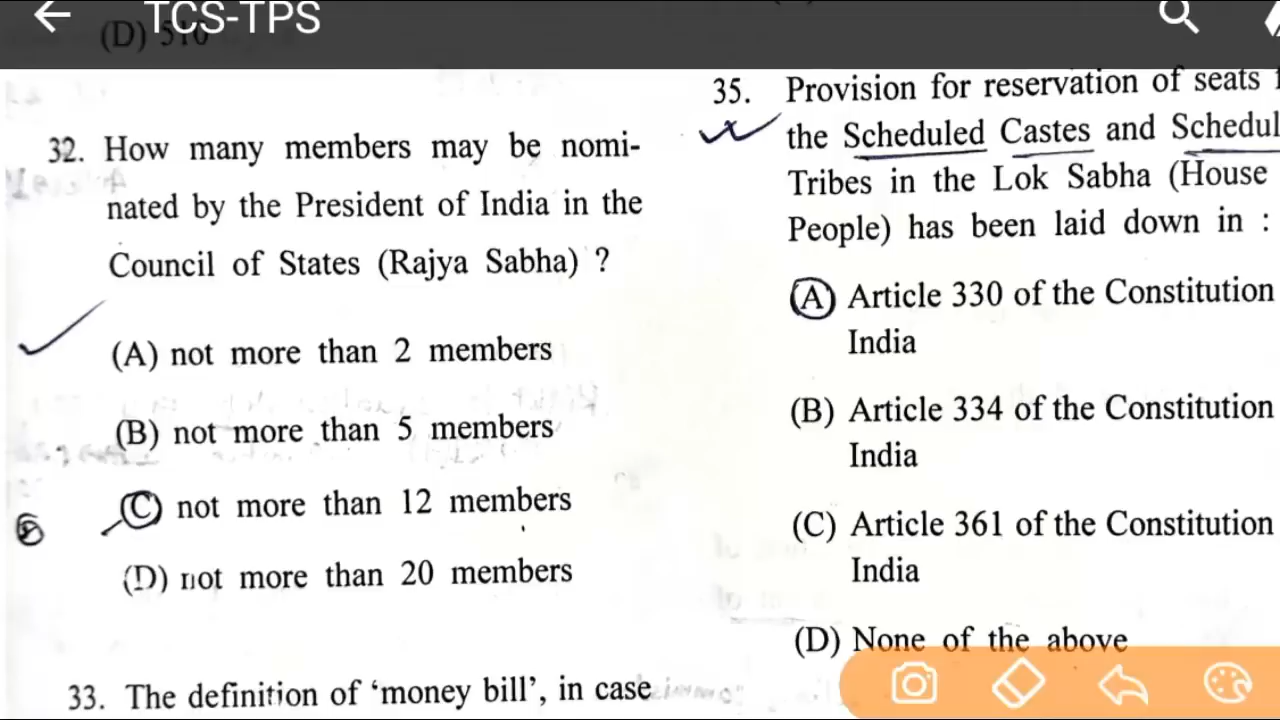 TCS-TPS
(D) 510
32. How many members may be nomi-
nated by the President of India in the
Council of States (Rajya Sabha) ?
(A) not more than 2 members
(B) not more than 5 members
(C) not more than 12 members
(D) not more than 20 members
33. The definition of ‘money bill’, in case
35. Provision for reservation of seats
the Scheduled Castes and Schedul
Tribes in the Lok Sabha (House
People) has been laid down in :
(A) Article 330 of the Constitution
India
(B) Article 334 of the Constitution
India
(C) Article 361 of the Constitution
India
(D) None of the above